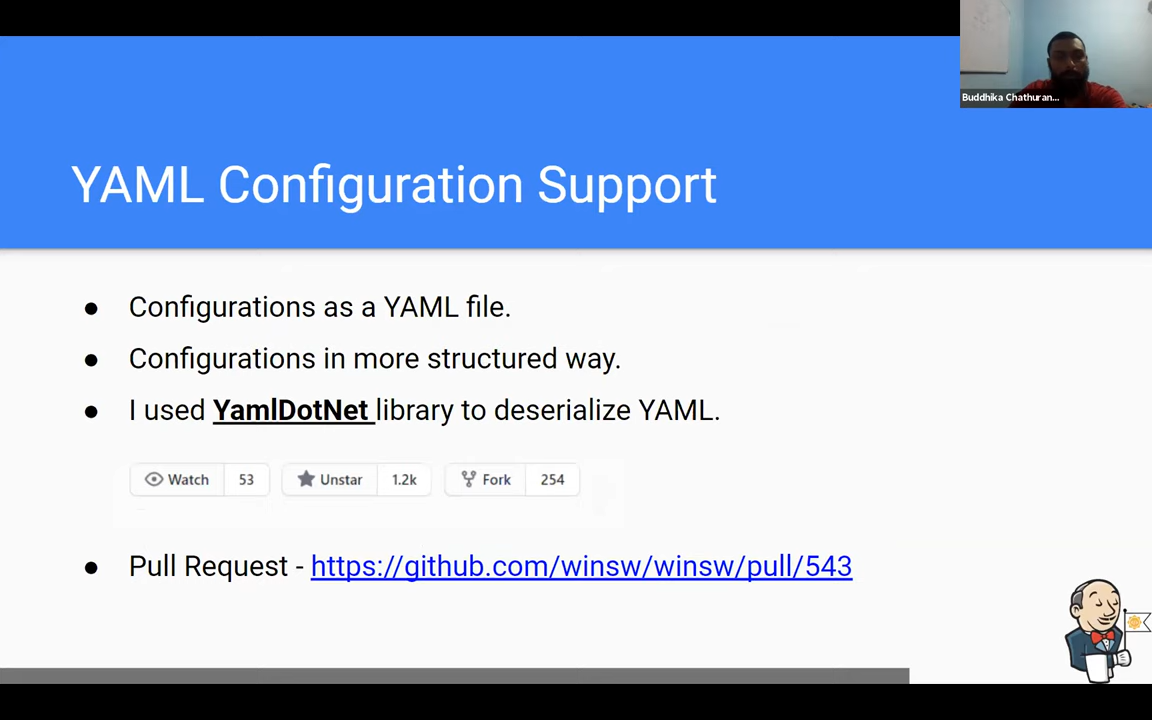 Buddhika Chathuran...
YAML Configuration Support
● Configurations as a YAML file.
● Configurations in more structured way.
● I used YamlDotNet library to deserialize YAML.
Watch 53 Unstar 1.2k Fork 254
● Pull Request - https://github.com/winsw/winsw/pull/543